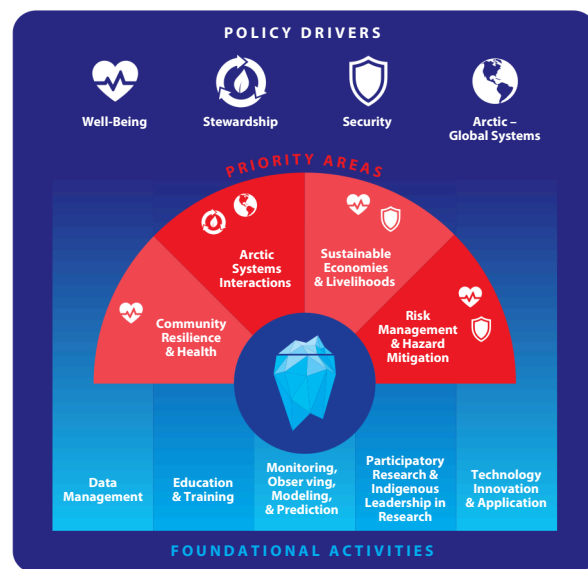 POLICY DRIVERS
Well-Being
Stewardship
Security
Arctic –
Global Systems
PRIORITY AREAS
Community
Resilience
& Health
Arctic
Systems
Interactions
Sustainable
Economies
& Livelihoods
Risk
Management
& Hazard
Mitigation
Data
Management
Education
& Training
Monitoring,
Obser ving,
Modeling,
& Prediction
Participatory
Research &
Indigenous
Leadership in
Research
Technology
Innovation
& Application
FOUNDATIONAL ACTIVITIES